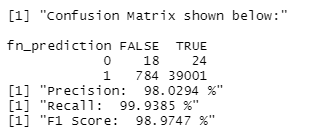 [1] "Confusion Matrix shown below:"
fn_prediction FALSE TRUE
0 18 24
1 784 39001
[1] "Precision: 98.0294 %"
[1] "Recall: 99.9385 %"
[1] "F1 Score: 98.9747 %"